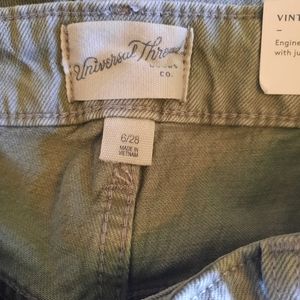 Universal Thread
GOODS
CO.
6/28
MADE IN
VIETNAM
VINT
Engine
with ju